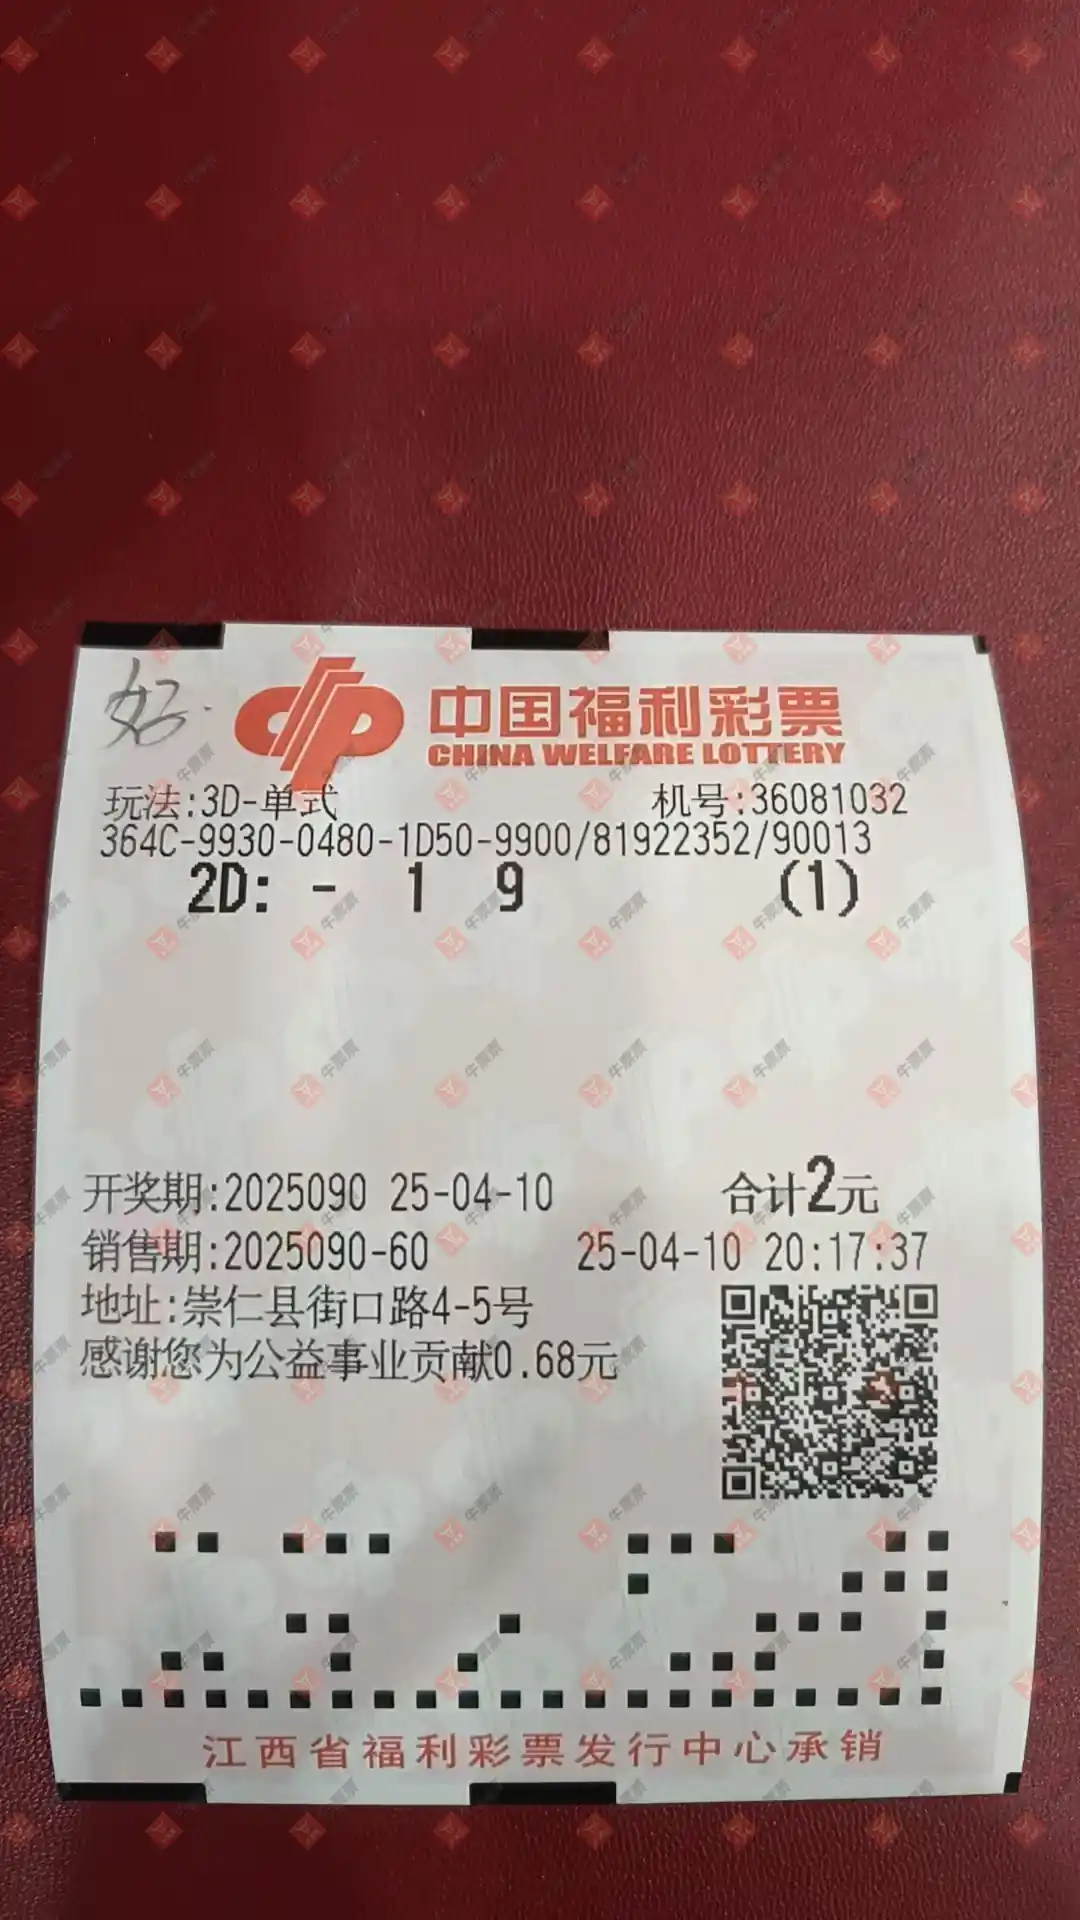 好
中国福利彩票
CHINA WELFARE LOTTERY
玩法:3D-单式 机号:36081032
364C-9930-0480-1D50-9900/81922352/90013
2D: - 1 9 (1)
开奖期:2025090 25-04-10 合计2元
销售期:2025090-60 25-04-10 20:17:37
地址:崇仁县街口路4-5号
感谢您为公益事业贡献0.68元
江西省福利彩票发行中心承销
牛票票